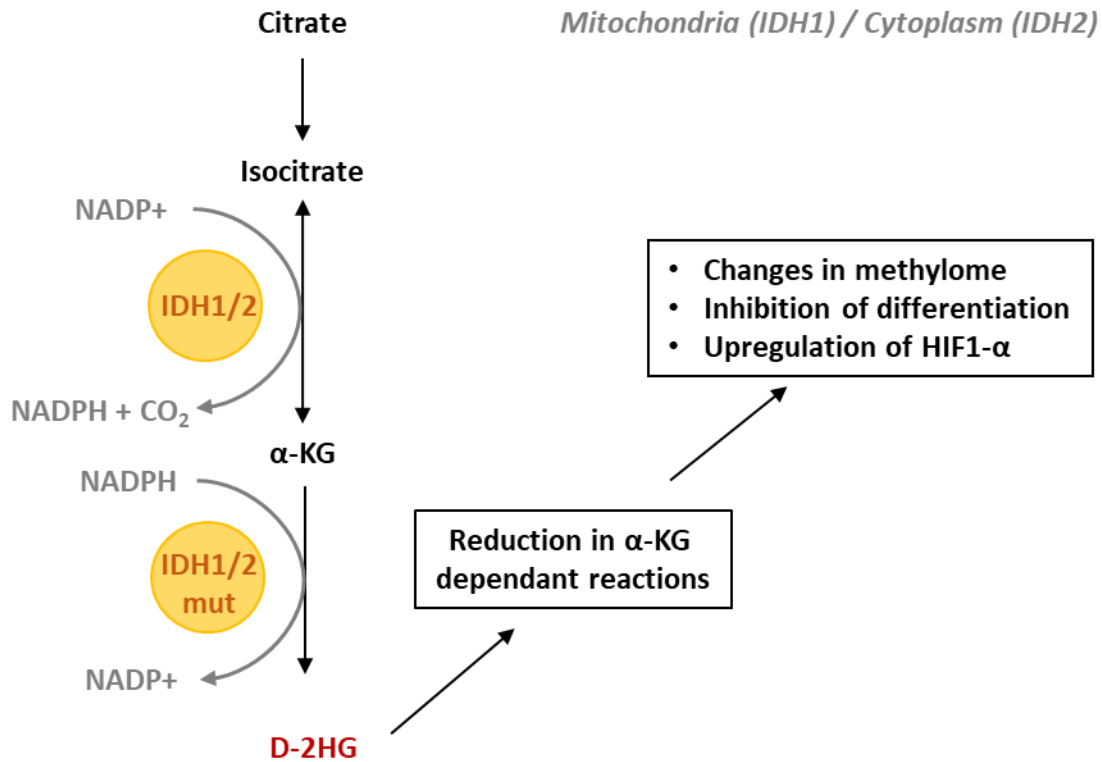 Citrate
Mitochondria (IDH1) / Cytoplasm (IDH2)
Isocitrate
NADP+
IDH1/2
NADPH + CO₂
α-KG
NADPH
IDH1/2
mut
NADP+
D-2HG
Reduction in α-KG
dependant reactions
• Changes in methylome
• Inhibition of differentiation
• Upregulation of HIF1-α